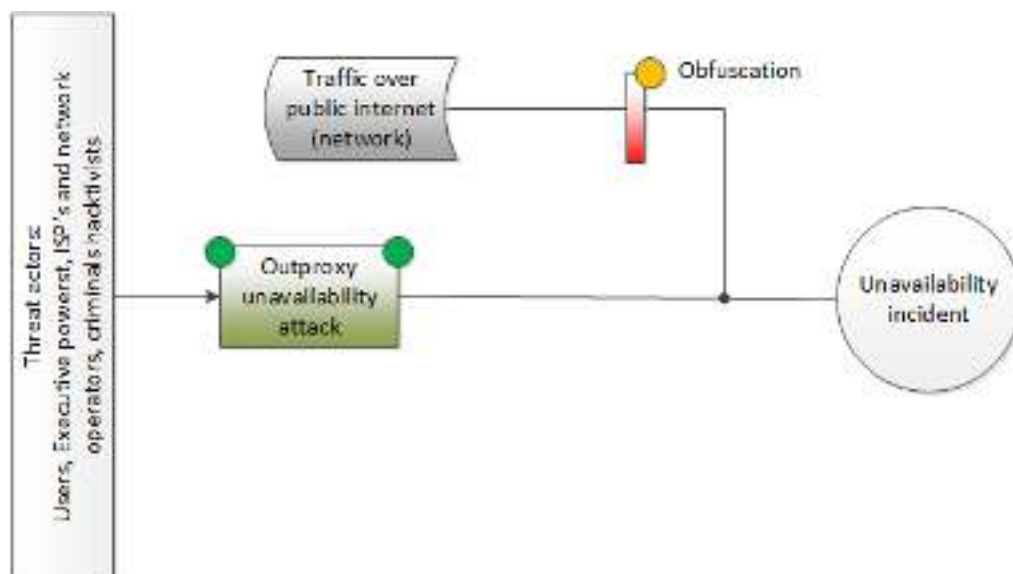 Threat actors:
Users, Executive powerst, ISP's and network
operators, criminals hacktivists
Traffic over
public internet
(network)
Obfuscation
Outproxy
unavailability
attack
Unavailability
incident